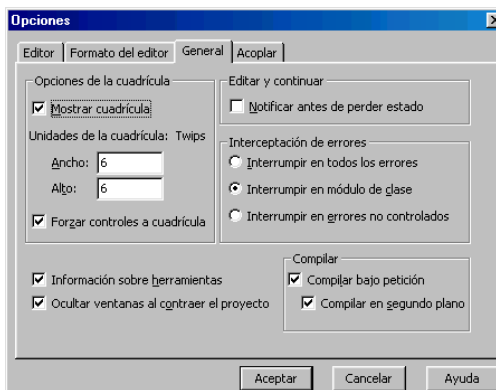 Opciones
Editor Formato del editor General Acoplar
Opciones de la cuadrícula
Mostrar cuadrícula
Unidades de la cuadrícula: Twips
Ancho: 6
Alto: 6
Forzar controles a cuadrícula
Editar y continuar
Notificar antes de perder estado
Interceptación de errores
Interrumpir en todos los errores
Interrumpir en módulo de clase
Interrumpir en errores no controlados
Información sobre herramientas
Ocultar ventanas al contraer el proyecto
Compilar
Compilar bajo petición
Compilar en segundo plano
Aceptar Cancelar Ayuda